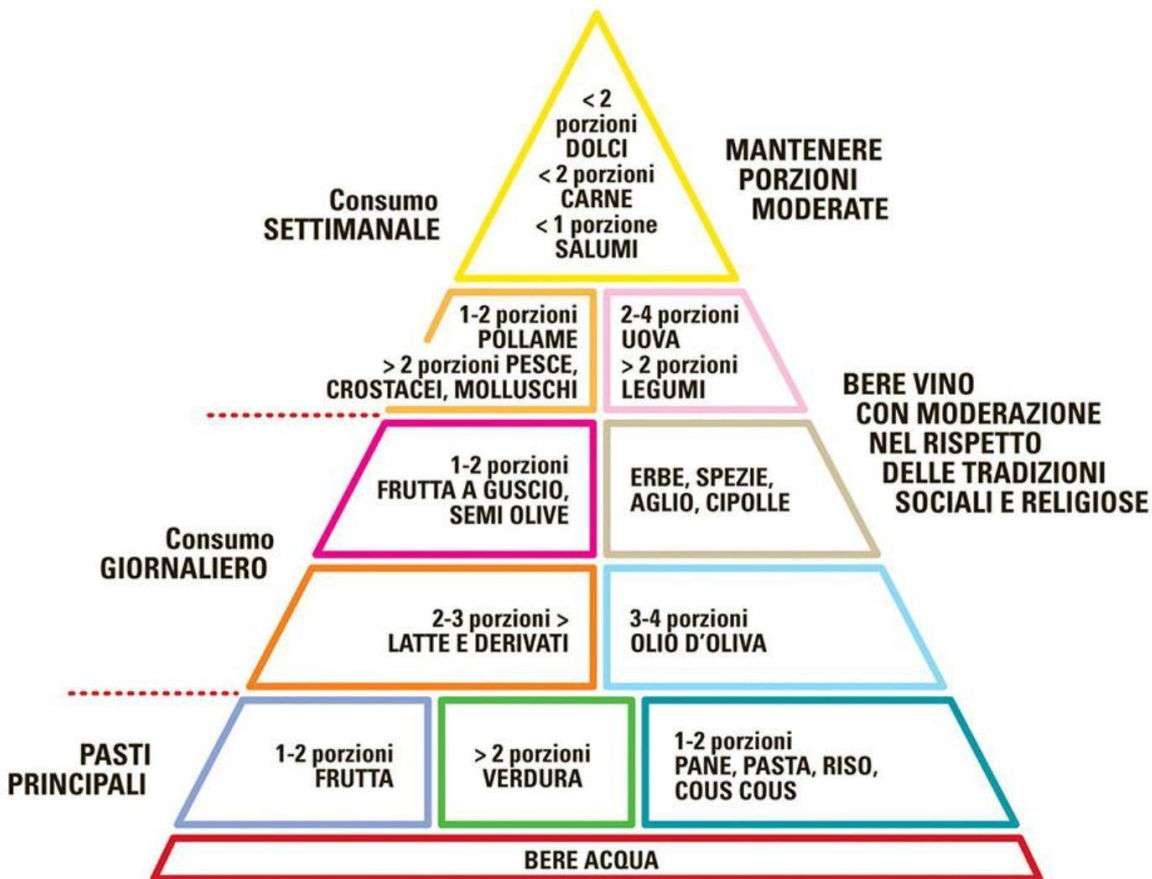 < 2
porzioni
DOLCI
< 2 porzioni
CARNE
< 1 porzione
SALUMI
Consumo
SETTIMANALE
MANTENERE
PORZIONI
MODERATE
1-2 porzioni
POLLAME
> 2 porzioni PESCE,
CROSTACEI, MOLLUSCHI
2-4 porzioni
UOVA
> 2 porzioni
LEGUMI
BERE VINO
CON MODERAZIONE
NEL RISPETTO
DELLE TRADIZIONI
SOCIALI E RELIGIOSE
1-2 porzioni
FRUTTA A GUSCIO,
SEMI OLIVE
ERBE, SPEZIE,
AGLIO, CIPOLLE
Consumo
GIORNALIERO
2-3 porzioni >
LATTE E DERIVATI
3-4 porzioni
OLIO D'OLIVA
PASTI
PRINCIPALI
1-2 porzioni
FRUTTA
> 2 porzioni
VERDURA
1-2 porzioni
PANE, PASTA, RISO,
COUS COUS
BERE ACQUA